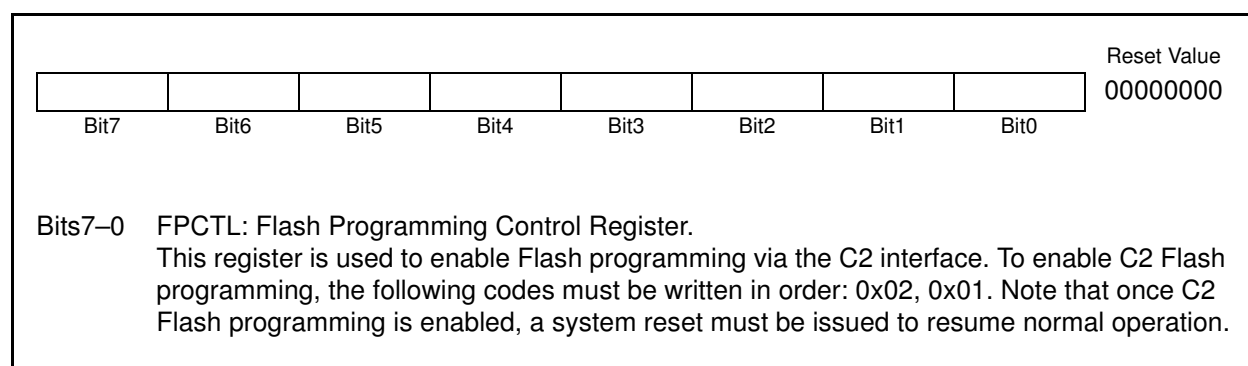 Reset Value
00000000
Bit7 Bit6 Bit5 Bit4 Bit3 Bit2 Bit1 Bit0
Bits7–0 FPCTL: Flash Programming Control Register.
This register is used to enable Flash programming via the C2 interface. To enable C2 Flash
programming, the following codes must be written in order: 0x02, 0x01. Note that once C2
Flash programming is enabled, a system reset must be issued to resume normal operation.